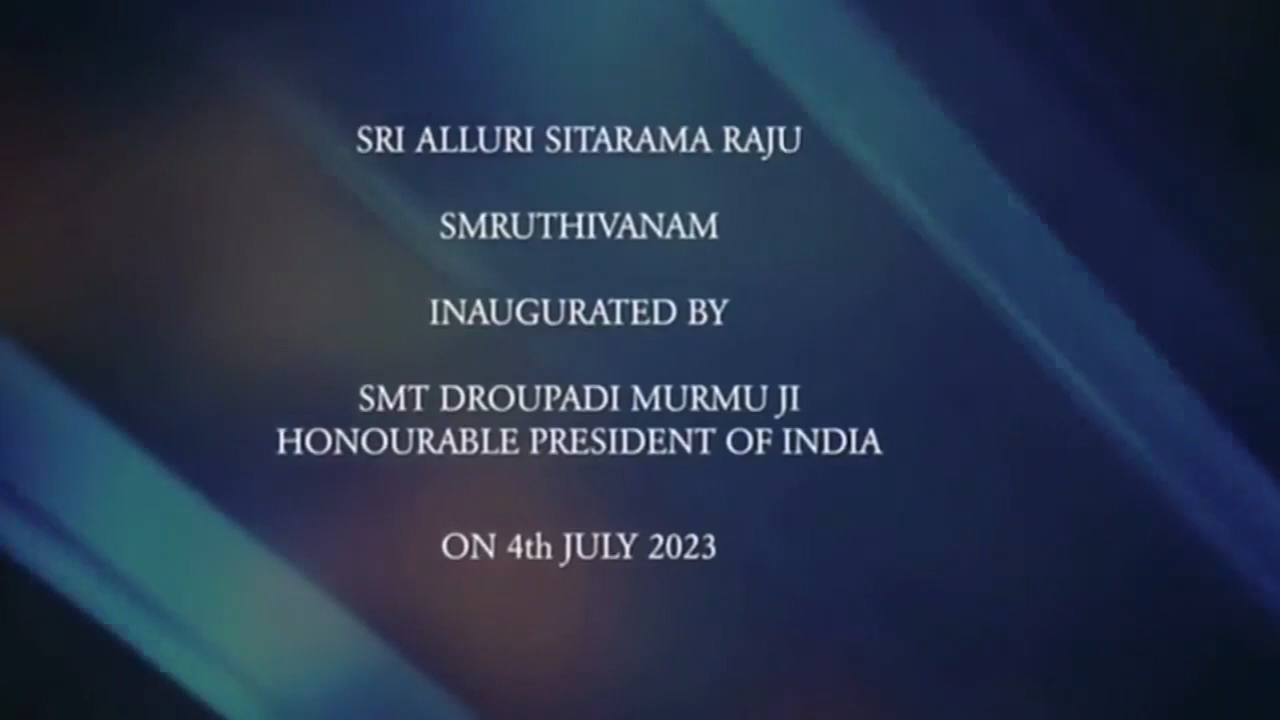 SRI ALLURI SITARAMA RAJU
SMRUTHIVANAM
INAUGURATED BY
SMT DROUPADI MURMU JI
HONOURABLE PRESIDENT OF INDIA
ON 4th JULY 2023